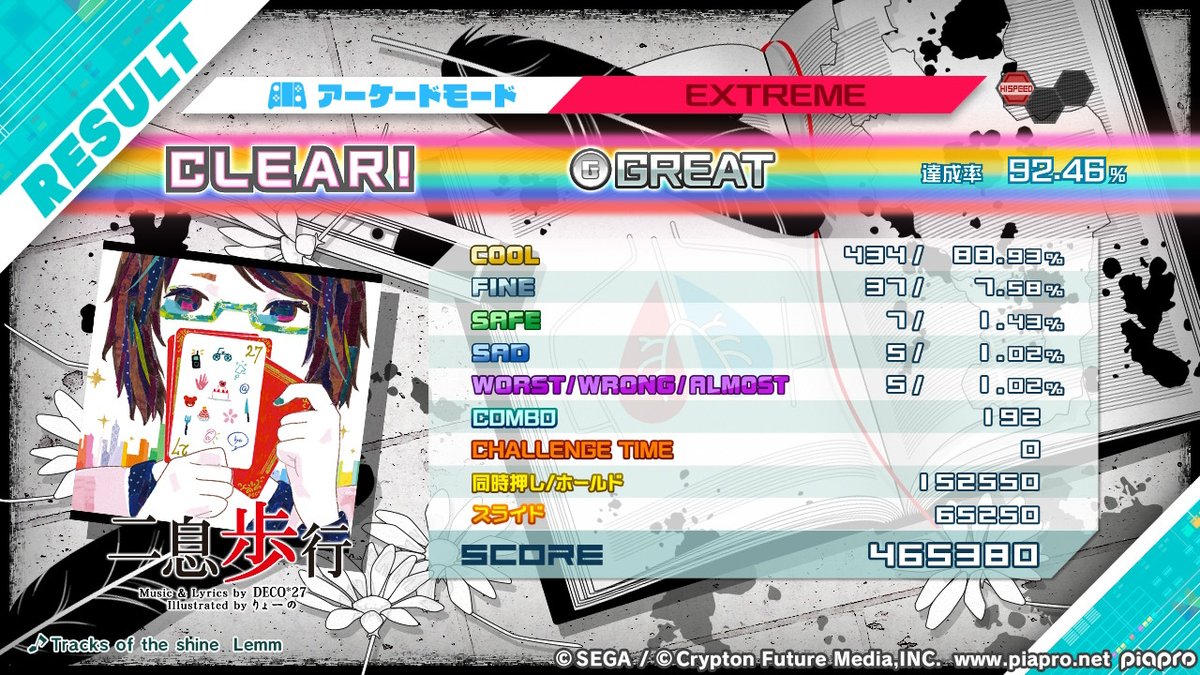 RESULT
アーケードモード EXTREME
HISPEED
CLEAR! G GREAT 達成率 92.46%
COOL 434/ 88.93%
FINE 37/ 7.58%
SAFE 7/ 1.43%
SAD 5/ 1.02%
WORST/WRONG/ALMOST 5/ 1.02%
COMBO 192
CHALLENGE TIME 0
同時押し/ホールド 152550
スライド 65250
SCORE 465380
27
27
二息歩行
Music & Lyrics by DECO*27
Illustrated by りょーの
Tracks of the shine Lemm
© SEGA / © Crypton Future Media,INC. www.piapro.net piapro